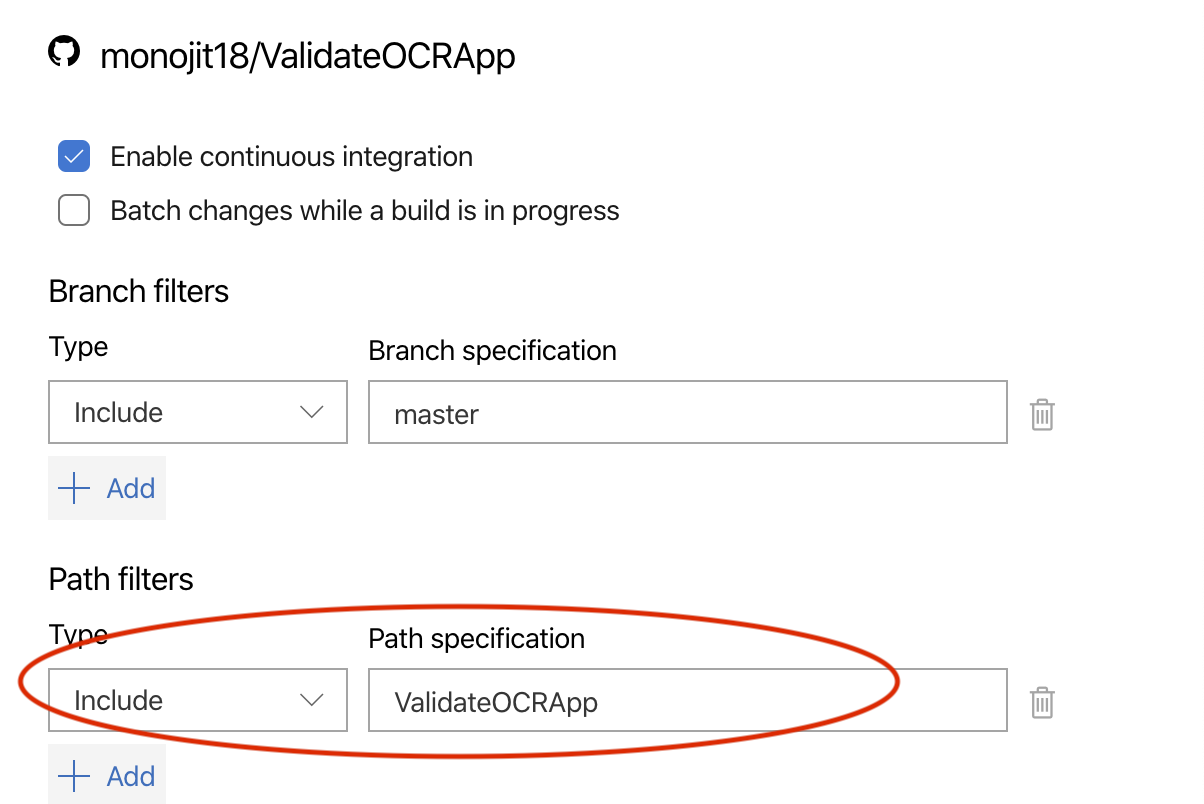 monojit18/ValidateOCRApp
Enable continuous integration
Batch changes while a build is in progress
Branch filters
Type Branch specification
Include master
Add
Path filters
Type Path specification
Include ValidateOCRApp
Add